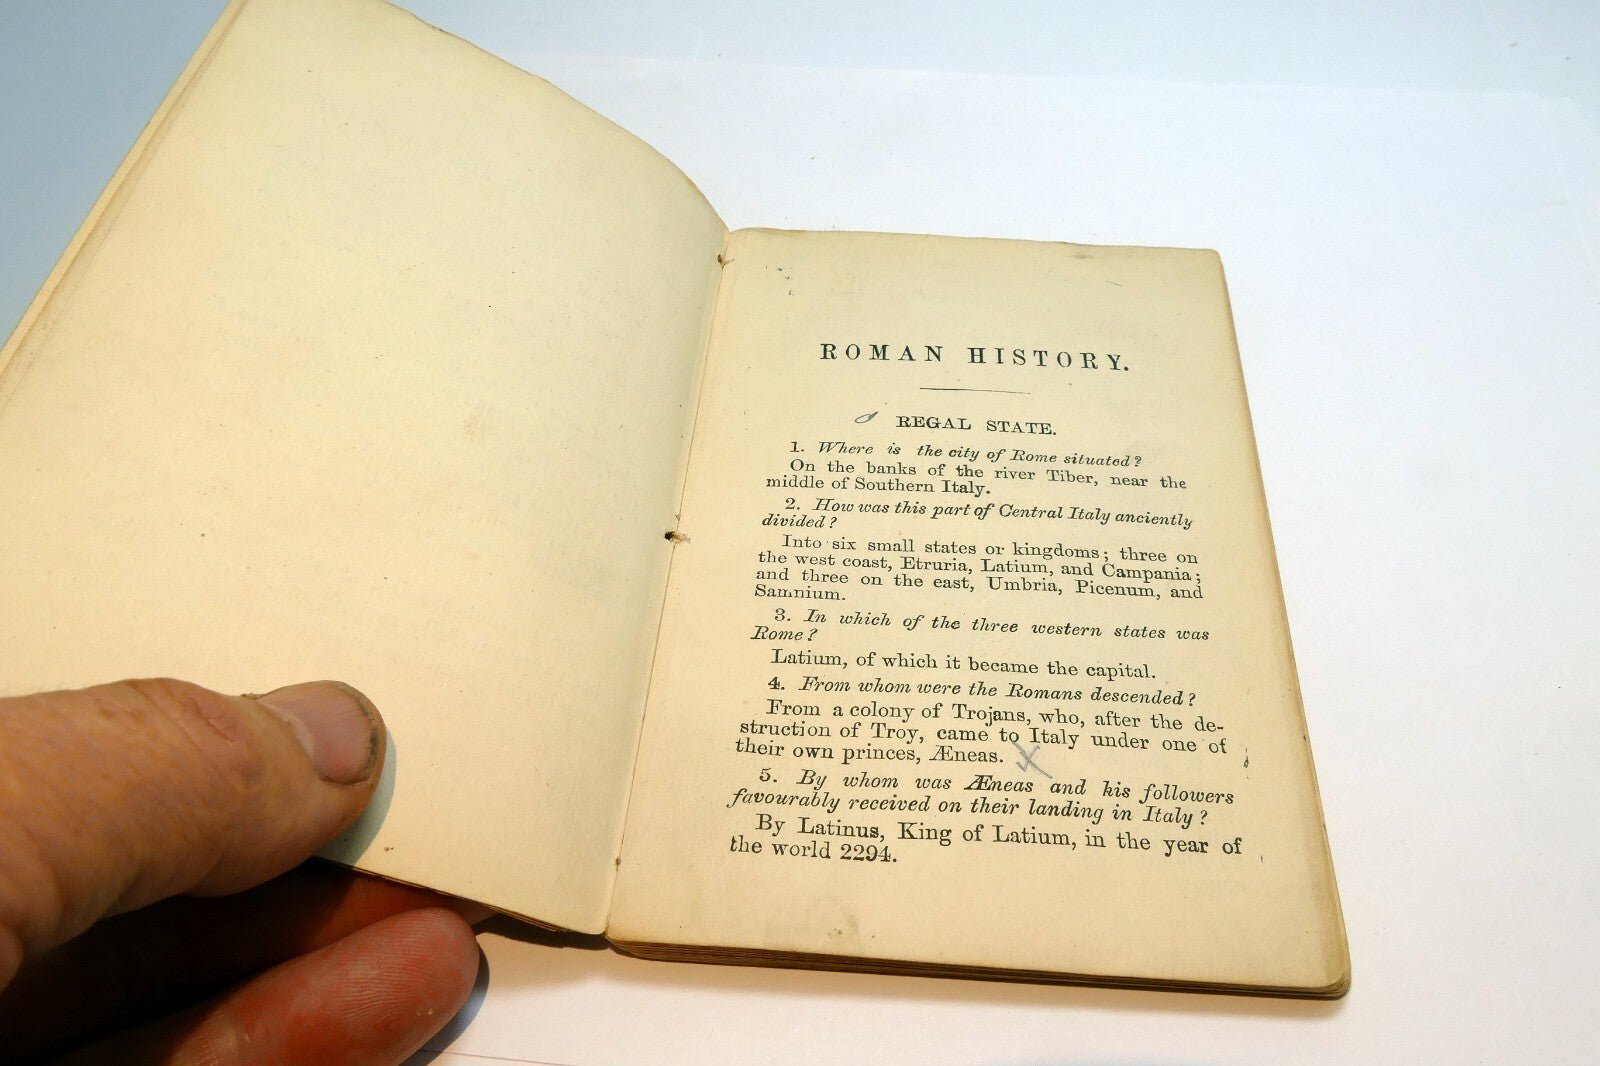 ROMAN HISTORY.
REGAL STATE.
1. Where is the city of Rome situated?
On the banks of the river Tiber, near the
middle of Southern Italy.
2. How was this part of Central Italy anciently
divided?
Into six small states or kingdoms; three on
the west coast, Etruria, Latium, and Campania;
and three on the east, Umbria, Picenum, and
Samnium.
3. In which of the three western states was
Rome?
Latium, of which it became the capital.
4. From whom were the Romans descended?
From a colony of Trojans, who, after the de-
struction of Troy, came to Italy under one of
their own princes, Æneas.
5. By whom was Æneas and his followers
favourably received on their landing in Italy?
By Latinus, King of Latium, in the year of
the world 2294.